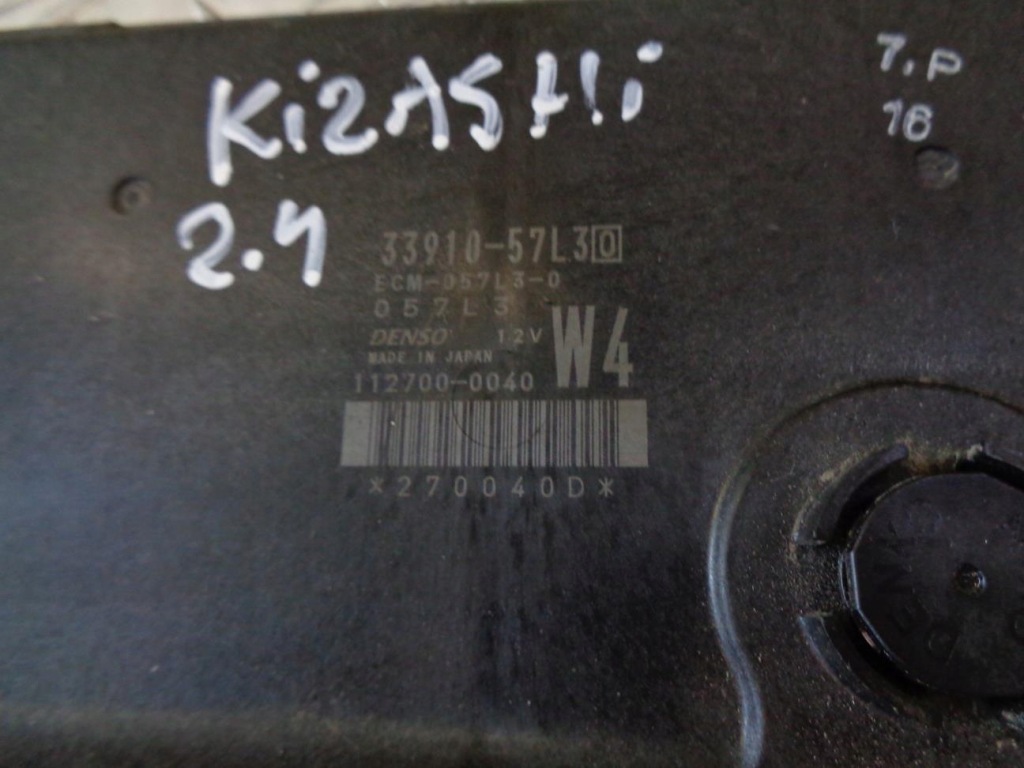 KizASHi
2.4
7.P
16
33910-57L30
ECM-057L3-0
057L3
DENSO 12V
W4
MADE IN JAPAN
112700-0040
*270040D*